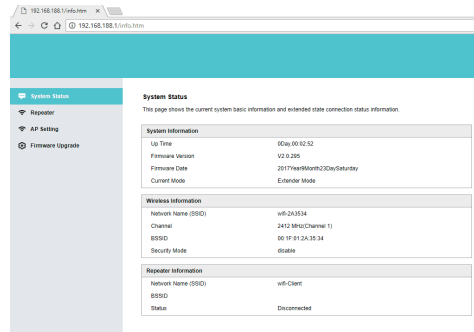 192.168.188.1/info.htm
192.168.188.1/info.htm
System Status
Repeater
AP Setting
Firmware Upgrade
System Status
This page shows the current system basic information and extended state connection status information.
System Information
Up Time 0Day,00:02:52
Firmware Version V2.0.295
Firmware Date 2017Year9Month23DaySaturday
Current Mode Extender Mode
Wireless Information
Network Name (SSID) wifi-2A3534
Channel 2412 MHz(Channel 1)
BSSID 00:1F:01:2A:35:34
Security Mode disable
Repeater Information
Network Name (SSID) wifi-Client
BSSID
Status Disconnected